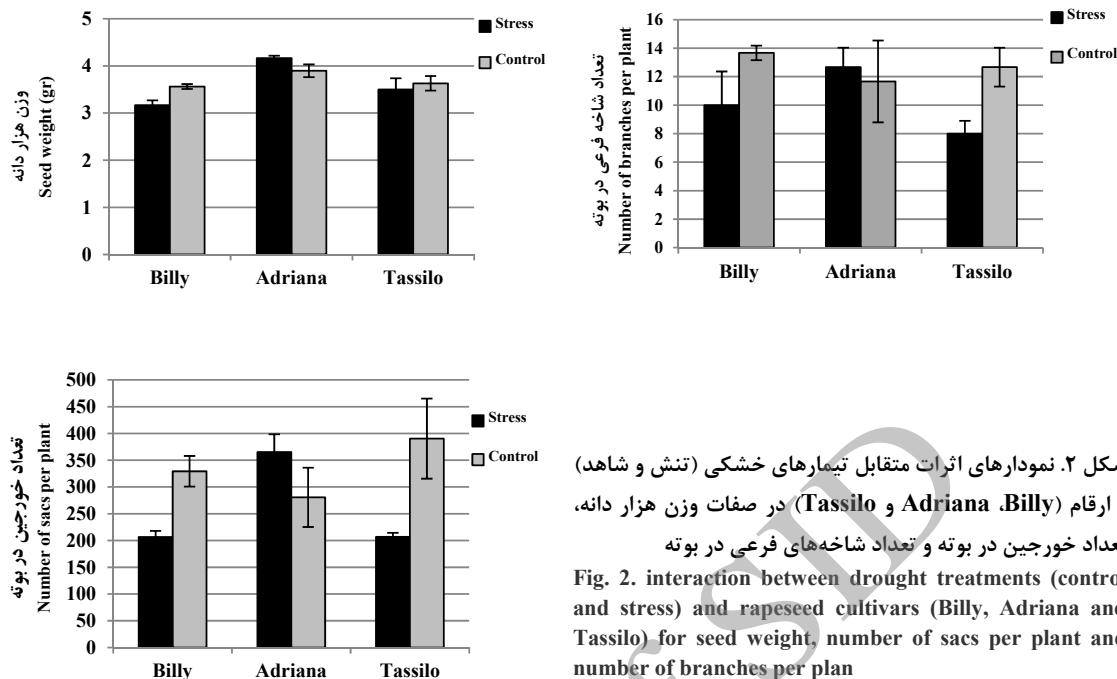 5
4
3
2
1
0
وزن هزار دانه
Seed weight (gr)
Stress
Control
Billy Adriana Tassilo
16
14
12
10
8
6
4
2
0
تعداد شاخه فرعی در بوته
Number of branches per plant
Stress
Control
Billy Adriana Tassilo
500
450
400
350
300
250
200
150
100
50
0
تعداد خورجین در بوته
Number of sacs per plant
Stress
Control
Billy Adriana Tassilo
شکل ۲. نمودارهای اثرات متقابل تیمارهای خشکی (تنش و شاهد)
ارقام (Billy، Adriana و Tassilo) در صفات وزن هزار دانه،
تعداد خورجین در بوته و تعداد شاخه‌های فرعی در بوته
Fig. 2. interaction between drought treatments (control
and stress) and rapeseed cultivars (Billy, Adriana and
Tassilo) for seed weight, number of sacs per plant and
number of branches per plan
SID